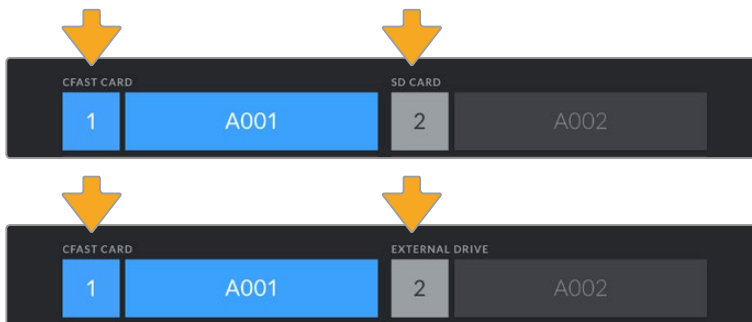 CFAST CARD SD CARD
1 A001 2 A002
CFAST CARD EXTERNAL DRIVE
1 A001 2 A002